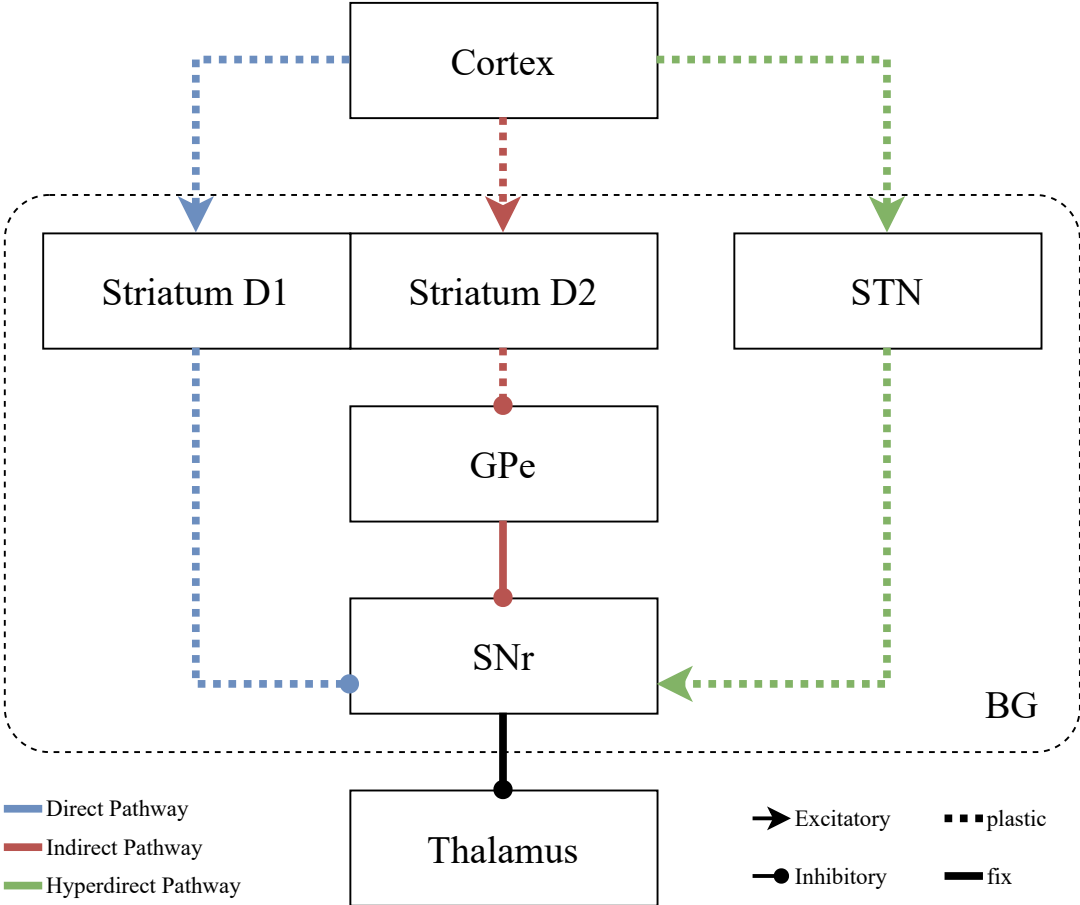 Cortex
Striatum D1
Striatum D2
STN
GPe
SNr
BG
Thalamus
Direct Pathway
Indirect Pathway
Hyperdirect Pathway
Excitatory
plastic
Inhibitory
fix